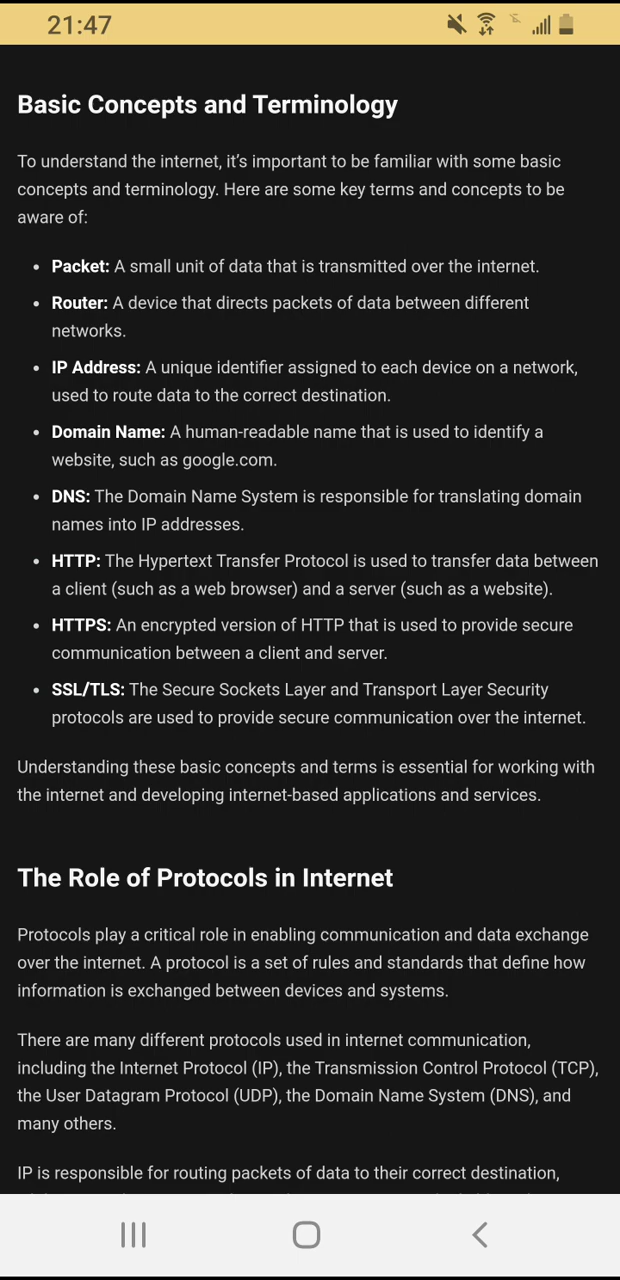 21:47
Basic Concepts and Terminology
To understand the internet, it’s important to be familiar with some basic
concepts and terminology. Here are some key terms and concepts to be
aware of:
• Packet: A small unit of data that is transmitted over the internet.
• Router: A device that directs packets of data between different
networks.
• IP Address: A unique identifier assigned to each device on a network,
used to route data to the correct destination.
• Domain Name: A human-readable name that is used to identify a
website, such as google.com.
• DNS: The Domain Name System is responsible for translating domain
names into IP addresses.
• HTTP: The Hypertext Transfer Protocol is used to transfer data between
a client (such as a web browser) and a server (such as a website).
• HTTPS: An encrypted version of HTTP that is used to provide secure
communication between a client and server.
• SSL/TLS: The Secure Sockets Layer and Transport Layer Security
protocols are used to provide secure communication over the internet.
Understanding these basic concepts and terms is essential for working with
the internet and developing internet-based applications and services.
The Role of Protocols in Internet
Protocols play a critical role in enabling communication and data exchange
over the internet. A protocol is a set of rules and standards that define how
information is exchanged between devices and systems.
There are many different protocols used in internet communication,
including the Internet Protocol (IP), the Transmission Control Protocol (TCP),
the User Datagram Protocol (UDP), the Domain Name System (DNS), and
many others.
IP is responsible for routing packets of data to their correct destination,